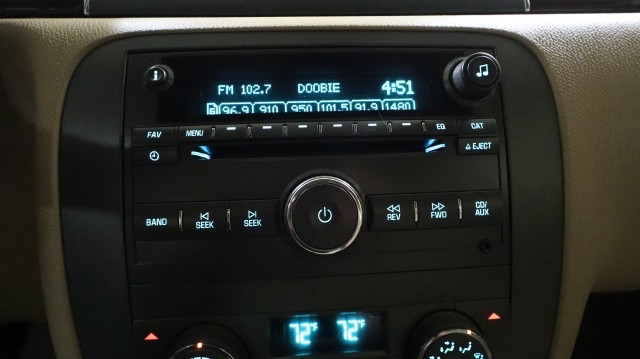 FM 102.7 DOOBIE 4:51
96.9 910 950 101.5 91.9 1480
FAV MENU EQ CAT
EJECT
BAND SEEK SEEK REV FWD CD/AUX
72°F 72°F